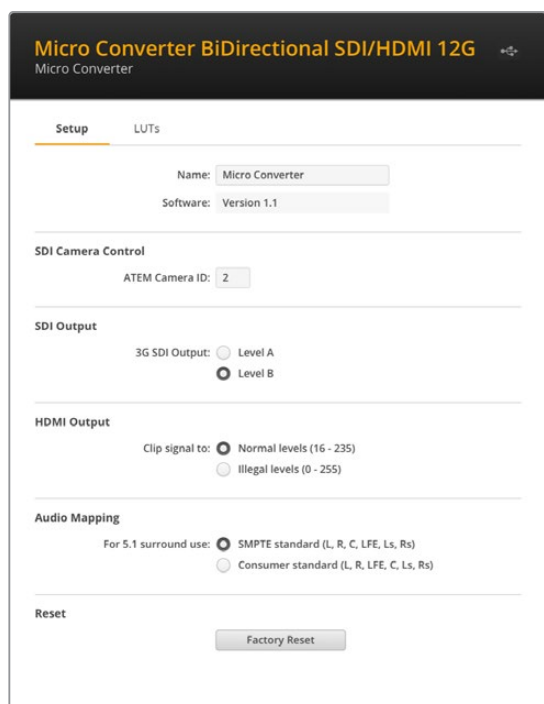 Micro Converter BiDirectional SDI/HDMI 12G
Micro Converter
Setup LUTs
Name: Micro Converter
Software: Version 1.1
SDI Camera Control
ATEM Camera ID: 2
SDI Output
3G SDI Output: Level A
Level B
HDMI Output
Clip signal to: Normal levels (16 - 235)
Illegal levels (0 - 255)
Audio Mapping
For 5.1 surround use: SMPTE standard (L, R, C, LFE, Ls, Rs)
Consumer standard (L, R, LFE, C, Ls, Rs)
Reset
Factory Reset